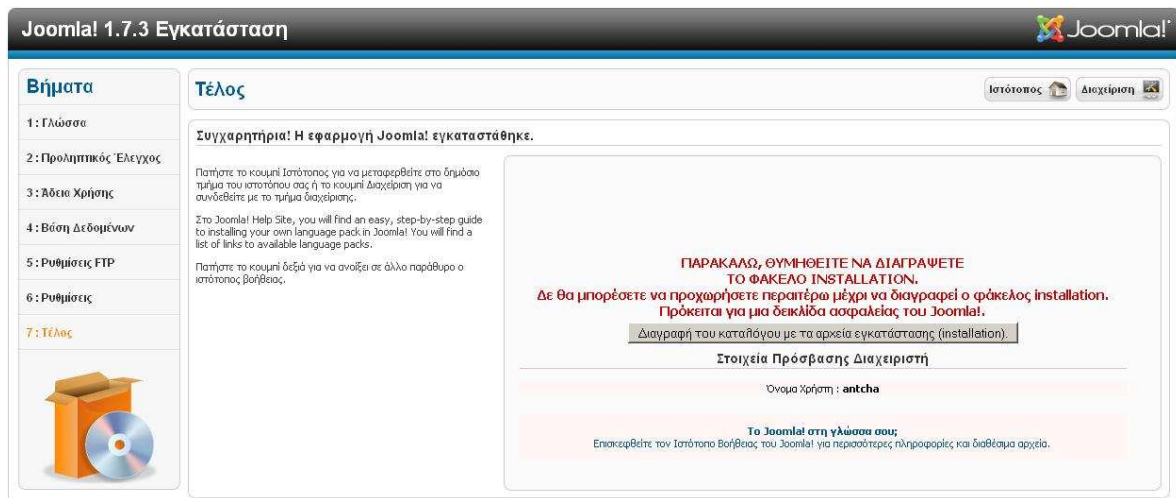 Joomla! 1.7.3 Εγκατάσταση
Joomla!
Βήματα
1 : Γλώσσα
2 : Προληπτικός Έλεγχος
3 : Άδεια Χρήσης
4 : Βάση Δεδομένων
5 : Ρυθμίσεις FTP
6 : Ρυθμίσεις
7 : Τέλος
Τέλος
Ιστότοπος
Διαχείριση
Συγχαρητήρια! Η εφαρμογή Joomla! εγκαταστάθηκε.
Πατήστε το κουμπί Ιστότοπος για να μεταφερθείτε στο δημόσιο
τμήμα του ιστοτόπου σας ή το κουμπί Διαχείριση για να
συνδεθείτε με το τμήμα διαχείρισης.
Στο Joomla! Help Site, you will find an easy, step-by-step guide
to installing your own language pack in Joomla! You will find a
list of links to available language packs.
Πατήστε το κουμπί δεξιά για να ανοίξει σε άλλο παράθυρο ο
ιστότοπος βοήθειας.
ΠΑΡΑΚΑΛΩ, ΘΥΜΗΘΕΙΤΕ ΝΑ ΔΙΑΓΡΑΨΕΤΕ
ΤΟ ΦΑΚΕΛΟ INSTALLATION.
Δε θα μπορέσετε να προχωρήσετε περαιτέρω μέχρι να διαγραφεί ο φάκελος installation.
Πρόκειται για μια δεικλίδα ασφαλείας του Joomla!.
Διαγραφή του καταλόγου με τα αρχεία εγκατάστασης (installation).
Στοιχεία Πρόσβασης Διαχειριστή
Όνομα Χρήστη : antcha
Το Joomla! στη γλώσσα σου;
Επισκεφθείτε τον Ιστότοπο Βοήθειας του Joomla! για περισσότερες πληροφορίες και διαθέσιμα αρχεία.